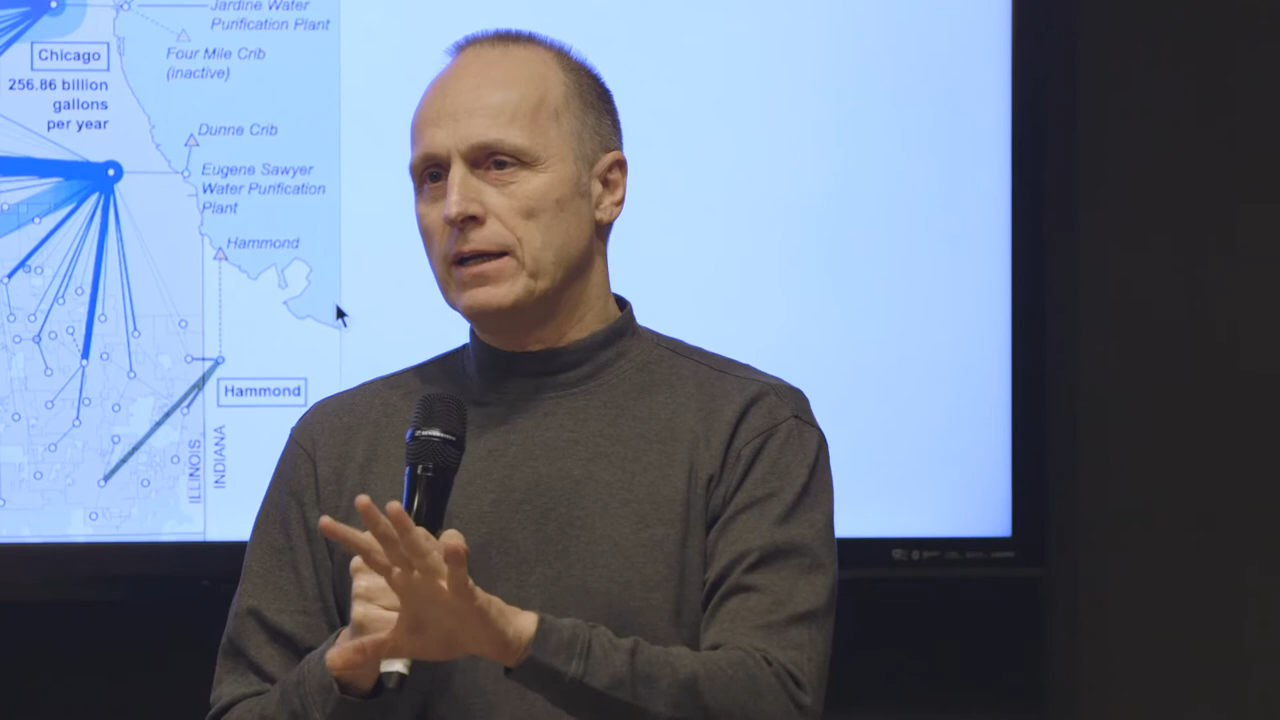 Jardine Water
Purification Plant
Four Mile Crib
(inactive)
Chicago
256.86 billion
gallons
per year
Dunne Crib
Eugene Sawyer
Water Purification
Plant
Hammond
Hammond
ILLINOIS
INDIANA